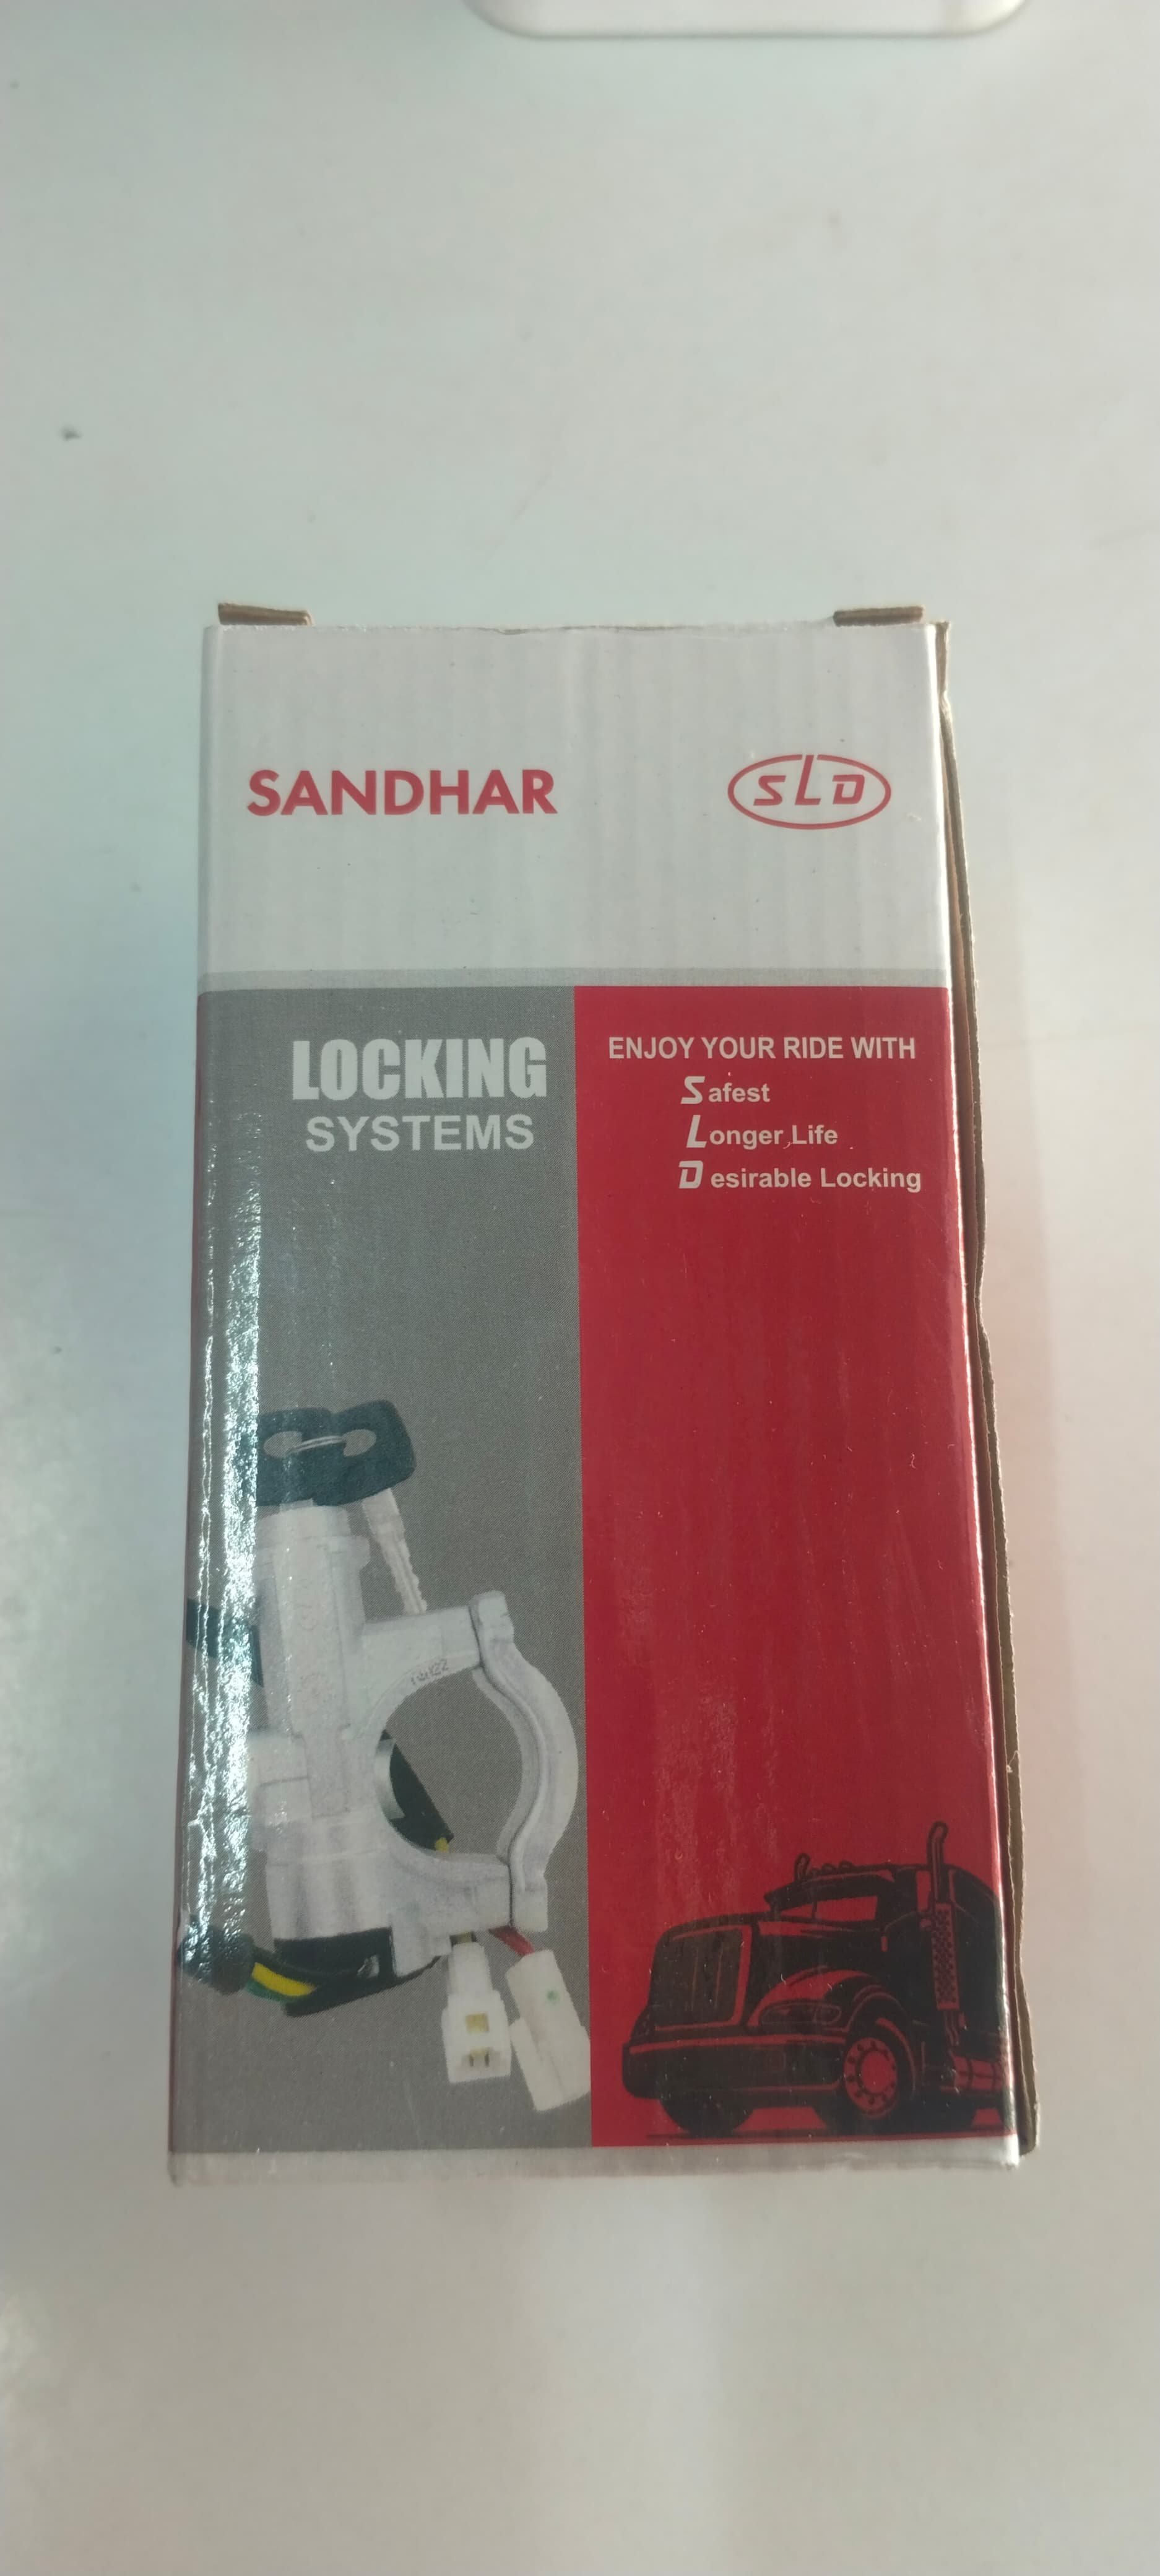 SANDHAR
SLD
LOCKING
SYSTEMS
ENJOY YOUR RIDE WITH
Safest
Longer Life
Desirable Locking